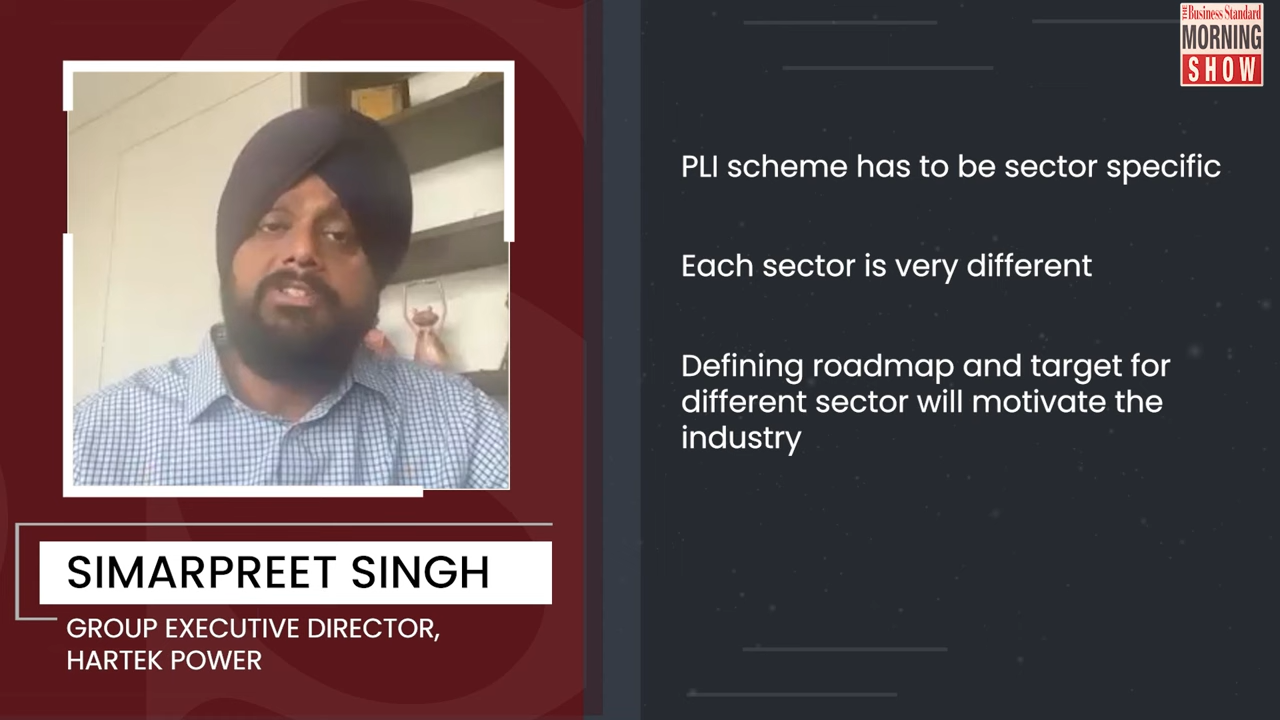 THE Business Standard
MORNING
SHOW
PLI scheme has to be sector specific
Each sector is very different
Defining roadmap and target for
different sector will motivate the
industry
SIMARPREET SINGH
GROUP EXECUTIVE DIRECTOR,
HARTEK POWER